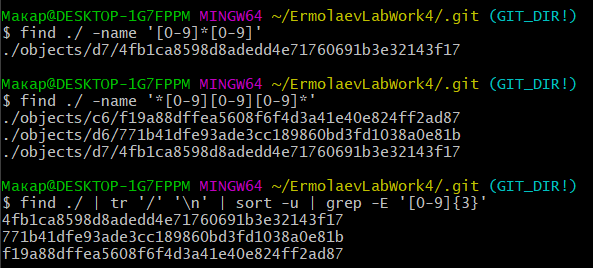 Макар@DESKTOP-1G7FPPM MINGW64 ~/ErmolaevLabWork4/.git (GIT_DIR!)
$ find ./ -name '[0-9]*[0-9]'
./objects/d7/4fb1ca8598d8adedd4e71760691b3e32143f17
Макар@DESKTOP-1G7FPPM MINGW64 ~/ErmolaevLabWork4/.git (GIT_DIR!)
$ find ./ -name '*[0-9][0-9][0-9]*'
./objects/c6/f19a88dffea5608f6f4d3a41e40e824ff2ad87
./objects/d6/771b41dfe93ade3cc189860bd3fd1038a0e81b
./objects/d7/4fb1ca8598d8adedd4e71760691b3e32143f17
Макар@DESKTOP-1G7FPPM MINGW64 ~/ErmolaevLabWork4/.git (GIT_DIR!)
$ find ./ | tr '/' '\n' | sort -u | grep -E '[0-9]{3}'
4fb1ca8598d8adedd4e71760691b3e32143f17
771b41dfe93ade3cc189860bd3fd1038a0e81b
f19a88dffea5608f6f4d3a41e40e824ff2ad87